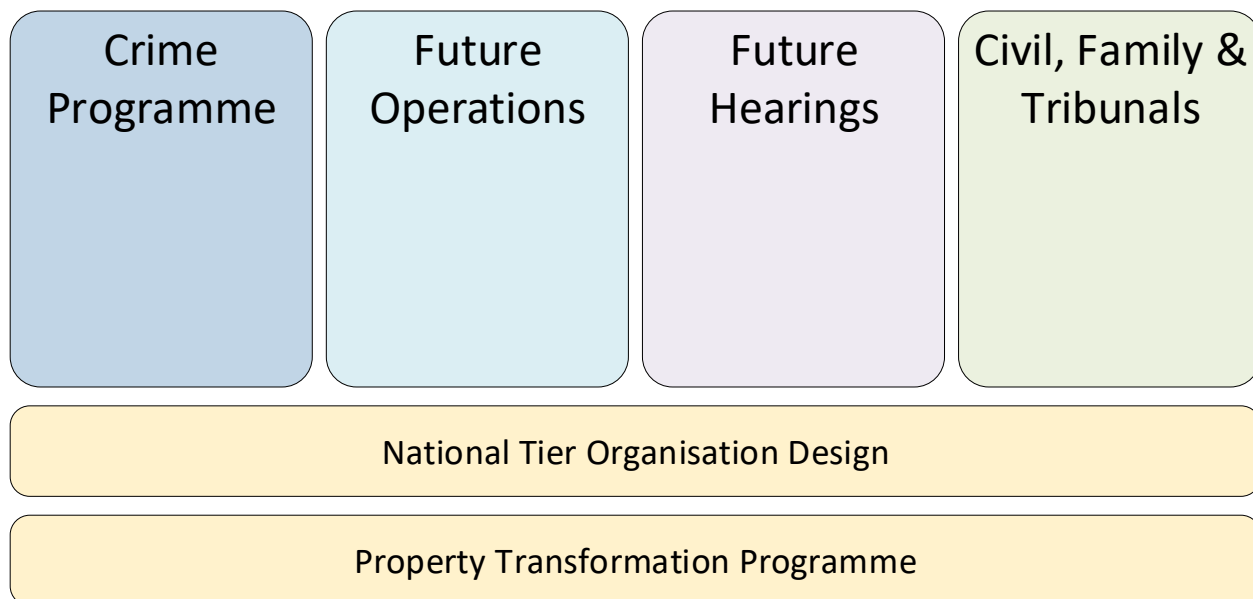 Crime
Programme
Future
Operations
Future
Hearings
Civil, Family &
Tribunals
National Tier Organisation Design
Property Transformation Programme